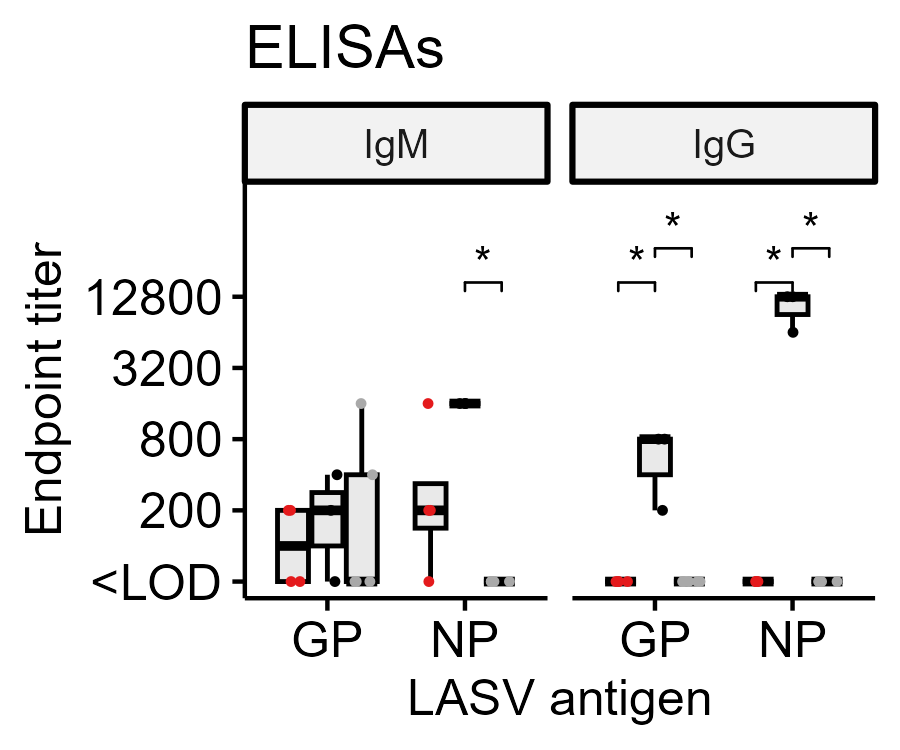 ELISAs
IgM
IgG
*
*
*
*
*
Endpoint titer
12800
3200
800
200
<LOD
GP
NP
GP
NP
LASV antigen